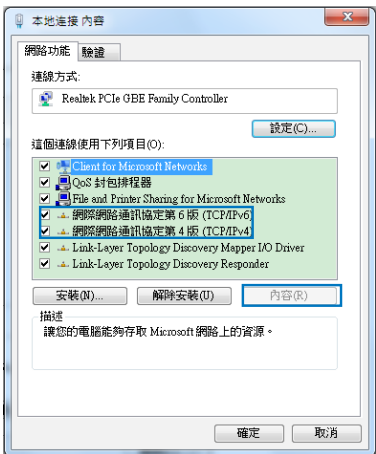 本地连接 內容
網路功能
驗證
連線方式:
Realtek PCIe GBE Family Controller
設定(C)...
這個連線使用下列項目(O):
Client for Microsoft Networks
QoS 封包排程器
File and Printer Sharing for Microsoft Networks
網際網路通訊協定第 6 版 (TCP/IPv6)
網際網路通訊協定第 4 版 (TCP/IPv4)
Link-Layer Topology Discovery Mapper I/O Driver
Link-Layer Topology Discovery Responder
安裝(N)...
解除安裝(U)
內容(R)
描述
讓您的電腦能夠存取 Microsoft 網路上的資源。
確定
取消